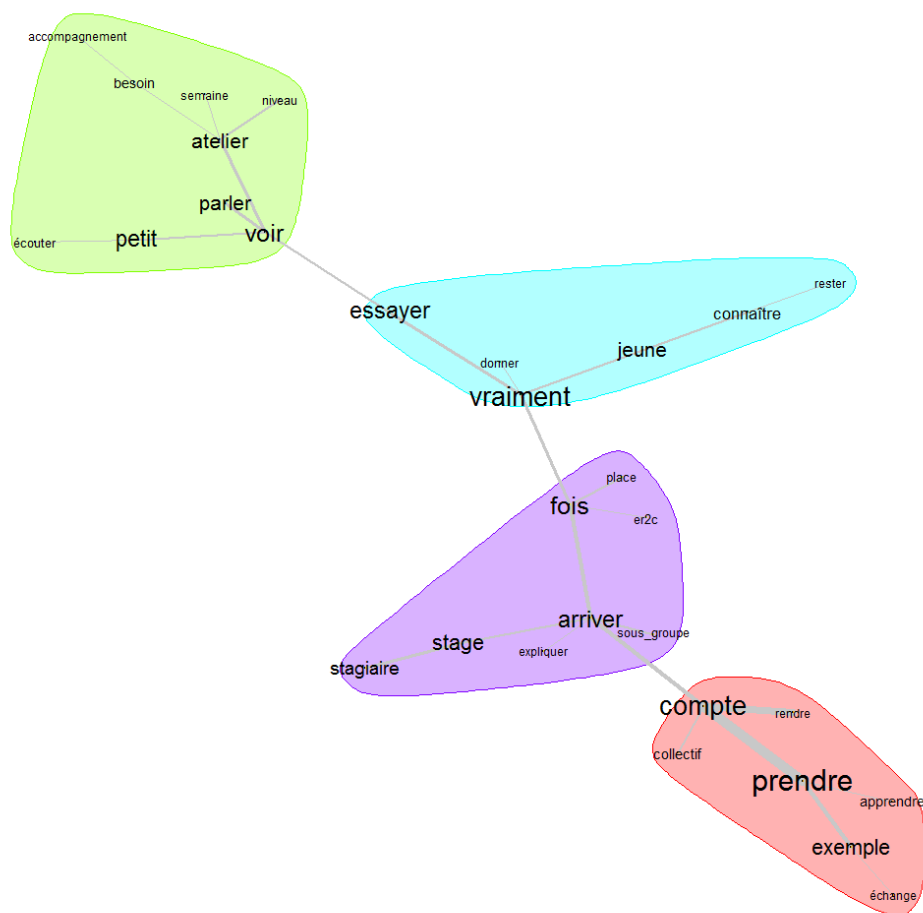 accompagnement
besoin
semaine
niveau
atelier
parler
voir
petit
écouter
essayer
rester
connaître
jeune
donner
vraiment
place
fois
er2c
arriver
sous_groupe
stage
expliquer
stagiaire
compte
rendre
collectif
prendre
apprendre
exemple
échange